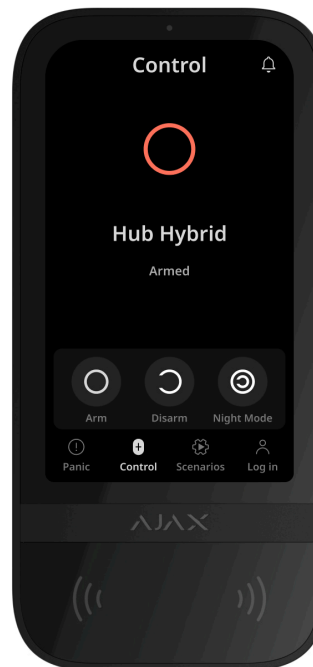 Control
Hub Hybrid
Armed
Arm Disarm Night Mode
Panic Control Scenarios Log in
AJAX